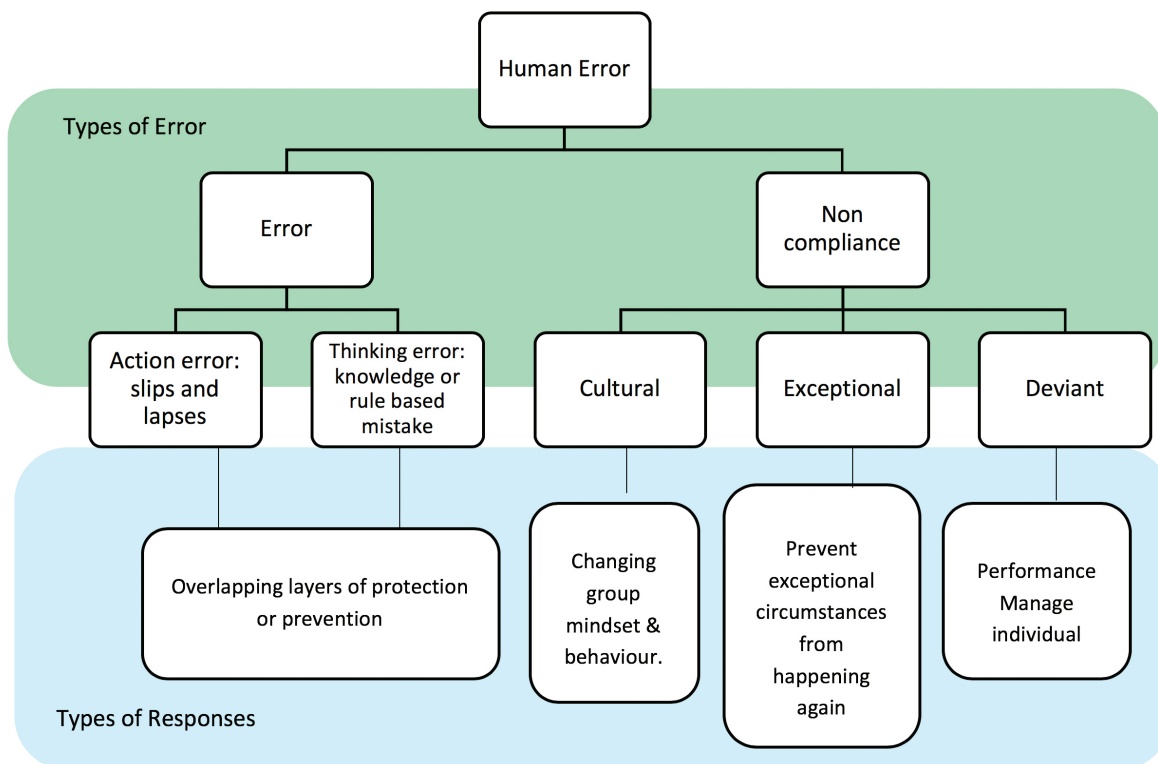 Human Error
Types of Error
Error
Non
compliance
Action error:
slips and
lapses
Thinking error:
knowledge or
rule based
mistake
Cultural
Exceptional
Deviant
Overlapping layers of protection
or prevention
Changing
group
mindset &
behaviour.
Prevent
exceptional
circumstances
from
happening
again
Performance
Manage
individual
Types of Responses